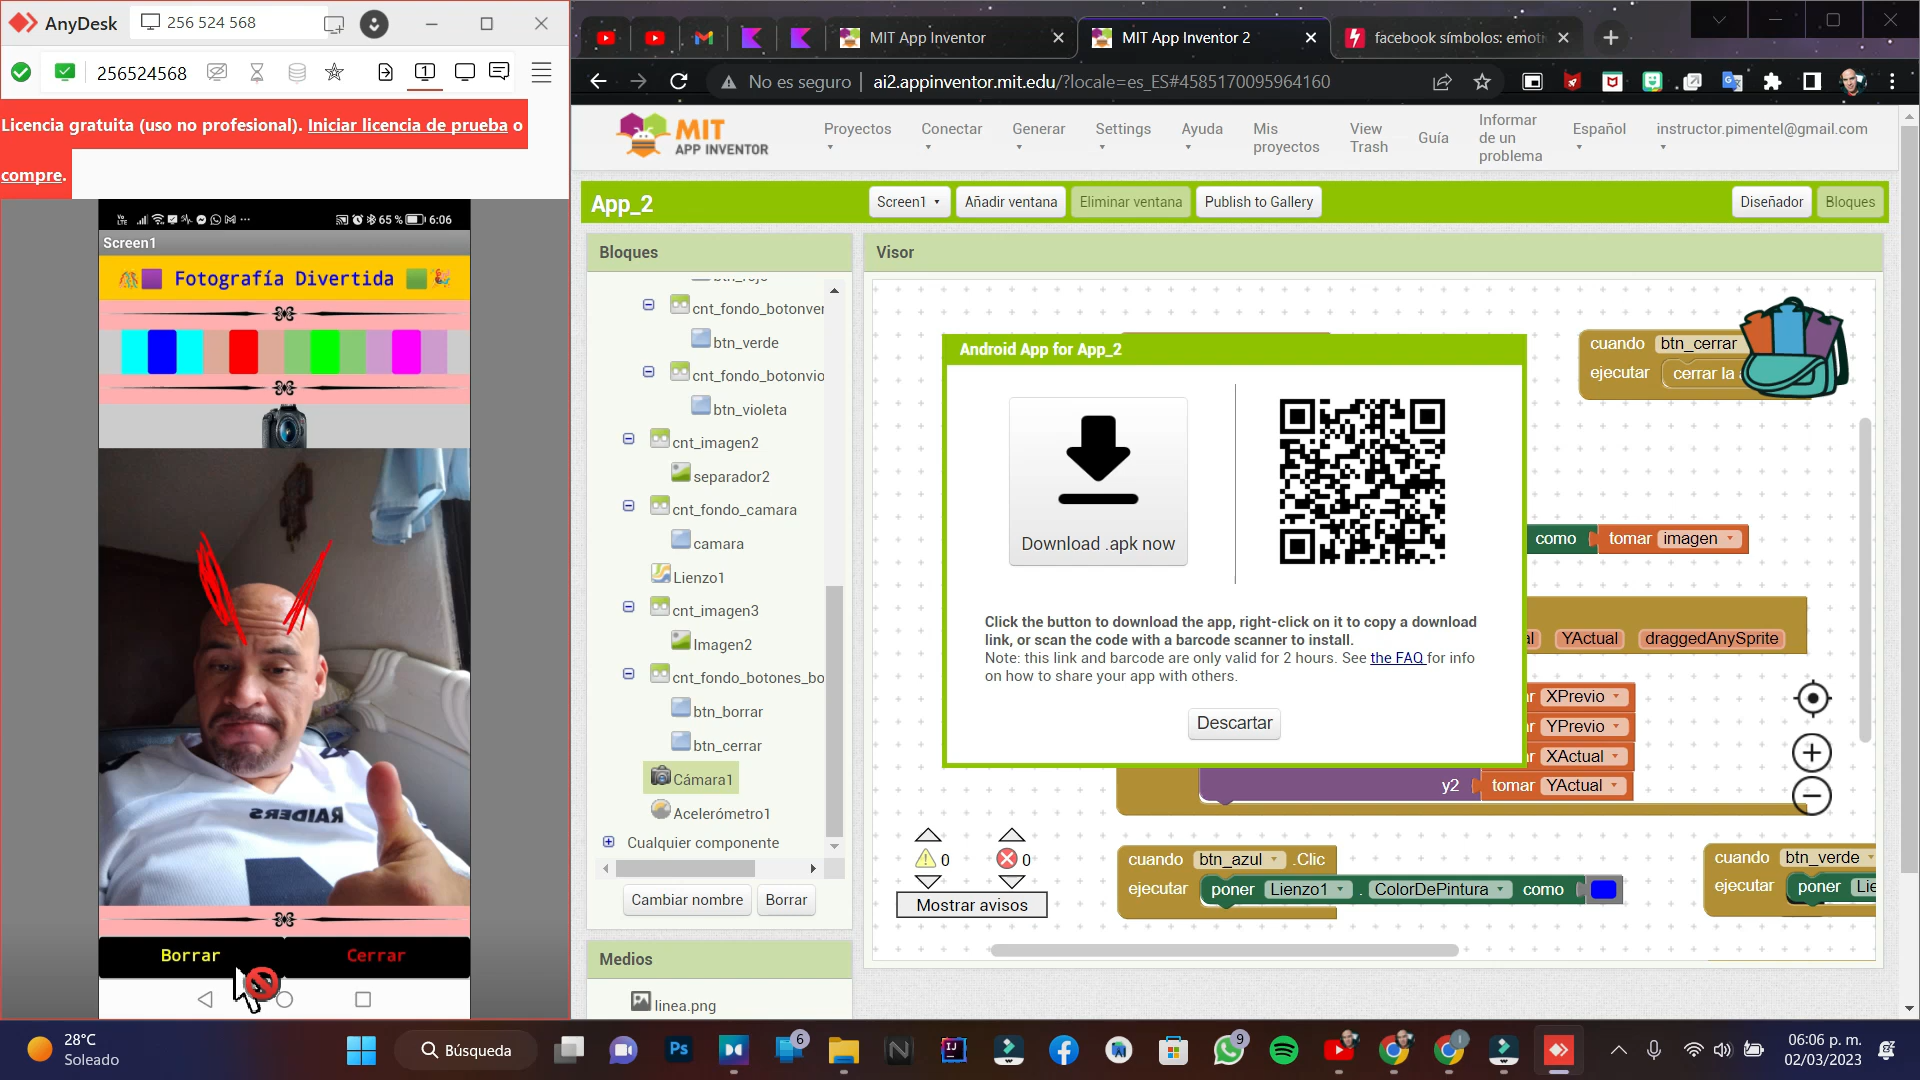 AnyDesk
256 524 568
256524568
Licencia gratuita (uso no profesional). Iniciar licencia de prueba o
compre.
65 %
6:06
Screen1
Fotografía Divertida
RAIDERS
Borrar
Cerrar
MIT App Inventor
MIT App Inventor 2
facebook símbolos: emoti
No es seguro
ai2.appinventor.mit.edu/?locale=es_ES#4585170095964160
MIT
APP INVENTOR
Proyectos
Conectar
Generar
Settings
Ayuda
Mis proyectos
View Trash
Guía
Informar de un problema
Español
instructor.pimentel@gmail.com
App_2
Screen1
Añadir ventana
Eliminar ventana
Publish to Gallery
Diseñador
Bloques
Bloques
cnt_fondo_botonver
btn_verde
cnt_fondo_botonvio
btn_violeta
cnt_imagen2
separador2
cnt_fondo_camara
camara
Lienzo1
cnt_imagen3
Imagen2
cnt_fondo_botones_bo
btn_borrar
btn_cerrar
Cámara1
Acelerómetro1
Cualquier componente
Cambiar nombre
Borrar
Medios
linea.png
Visor
cuando btn_cerrar
ejecutar cerrar la a
como tomar imagen
YActual draggedAnySprite
XPrevio
YPrevio
XActual
y2 tomar YActual
Android App for App_2
Download .apk now
Click the button to download the app, right-click on it to copy a download
link, or scan the code with a barcode scanner to install.
Note: this link and barcode are only valid for 2 hours. See the FAQ for info
on how to share your app with others.
Descartar
0
0
Mostrar avisos
cuando btn_azul .Clic
ejecutar poner Lienzo1 . ColorDePintura como
cuando btn_verde
ejecutar poner Lie
28°C
Soleado
Búsqueda
6
9
06:06 p. m.
02/03/2023